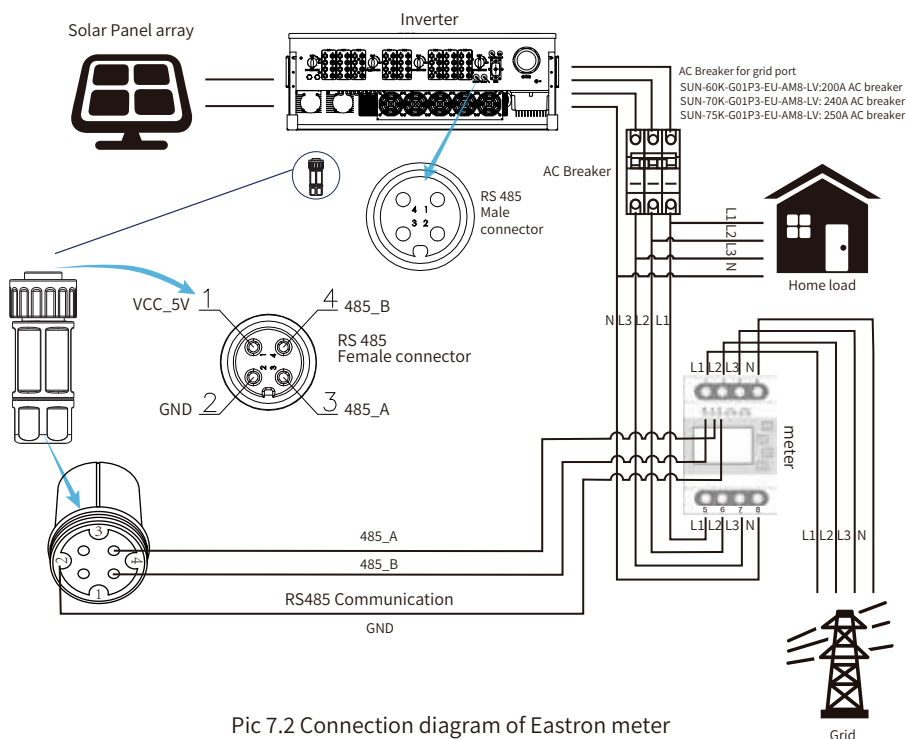 Inverter
Solar Panel array
AC Breaker for grid port
SUN-60K-G01P3-EU-AM8-LV:200A AC breaker
SUN-70K-G01P3-EU-AM8-LV: 240A AC breaker
SUN-75K-G01P3-EU-AM8-LV: 250A AC breaker
AC Breaker
RS 485
Male
connector
4 1
3 2
L1
L2
L3
N
Home load
VCC_5V 1
4 485_B
RS 485
Female connector
1 4
2 3
GND 2
3 485_A
N L3 L2 L1
L1 L2 L3 N
meter
5 6 7 8
L1 L2 L3 N
L1 L2 L3 N
3
2 4
1
485_A
485_B
RS485 Communication
GND
Pic 7.2 Connection diagram of Eastron meter
Grid